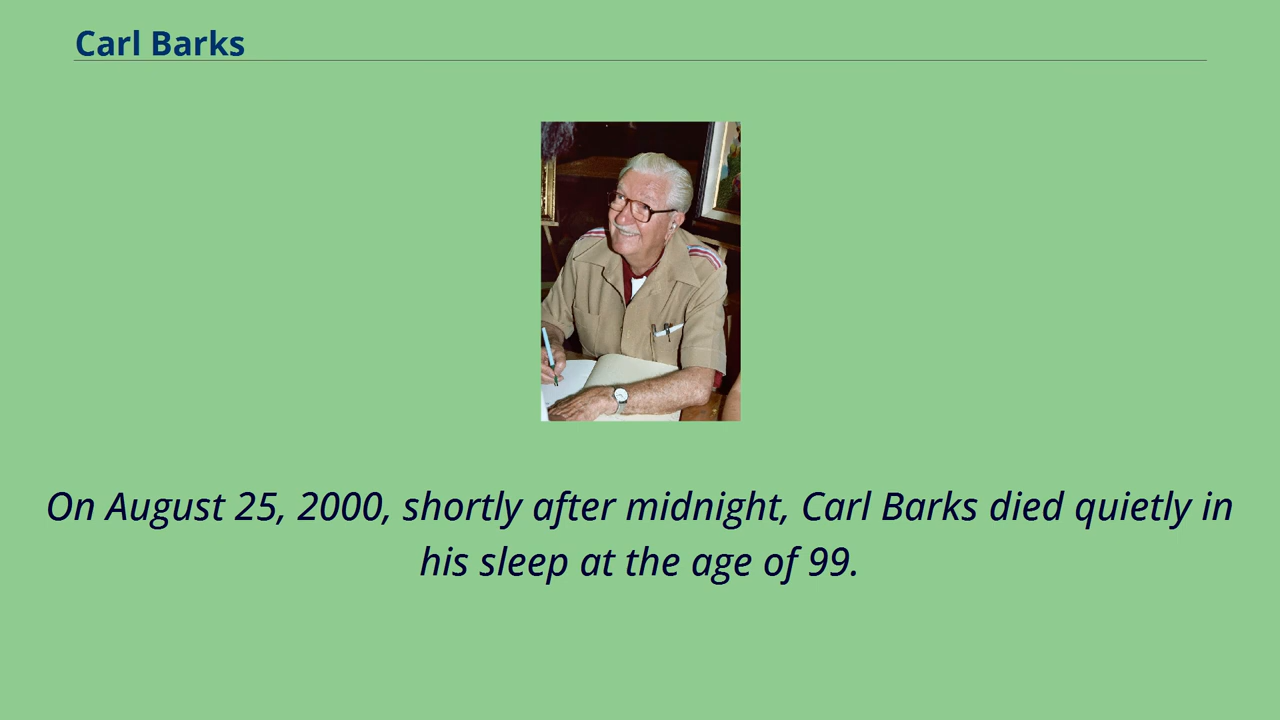 Carl Barks
On August 25, 2000, shortly after midnight, Carl Barks died quietly in
his sleep at the age of 99.